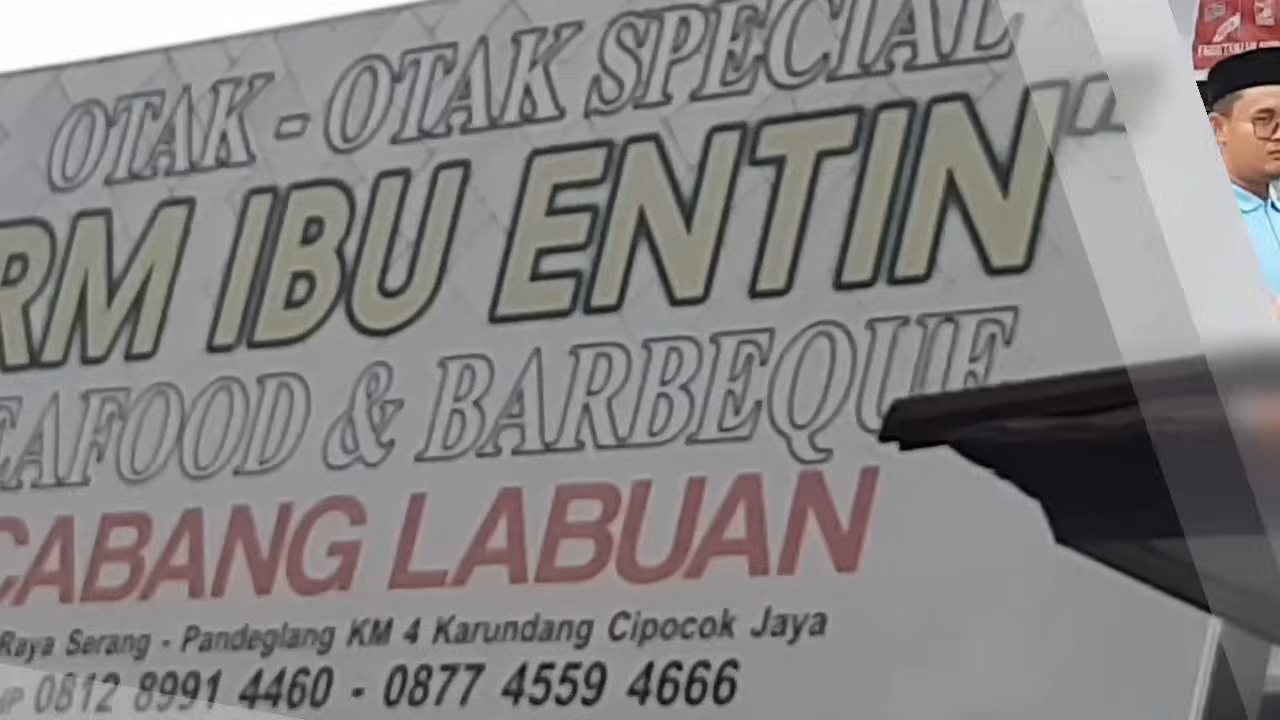 OTAK - OTAK SPECIAL
RM IBU ENTIN"
EAFOOD & BARBEQUE
CABANG LABUAN
Raya Serang - Pandeglang KM 4 Karundang Cipocok Jaya
HP 0812 8991 4460 - 0877 4559 4666